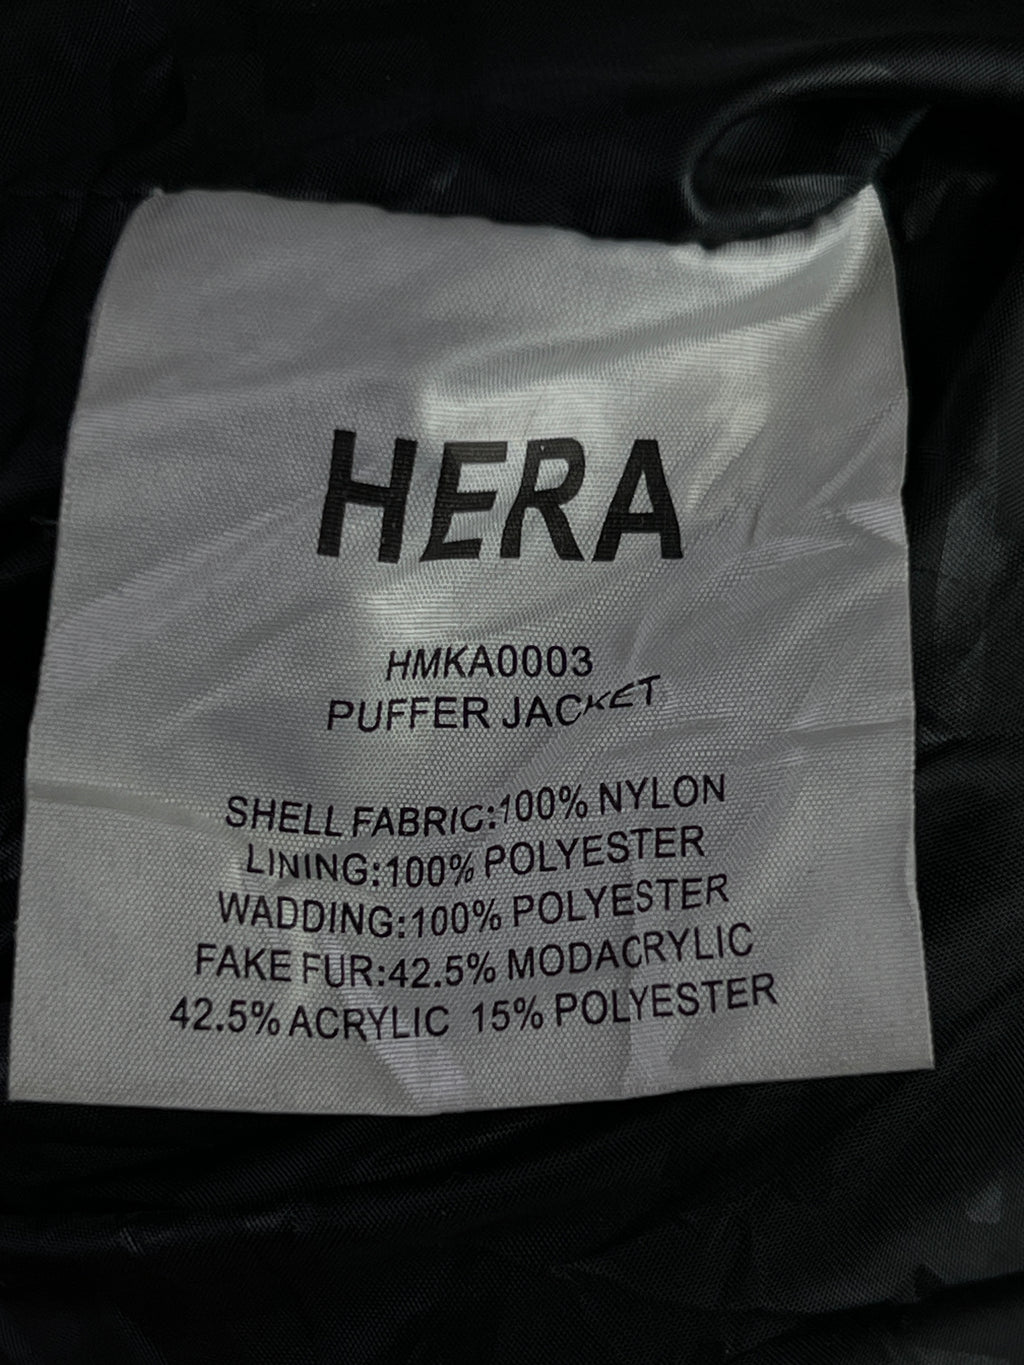 HERA
HMKA0003
PUFFER JACKET
SHELL FABRIC:100% NYLON
LINING:100% POLYESTER
WADDING:100% POLYESTER
FAKE FUR:42.5% MODACRYLIC
42.5% ACRYLIC 15% POLYESTER